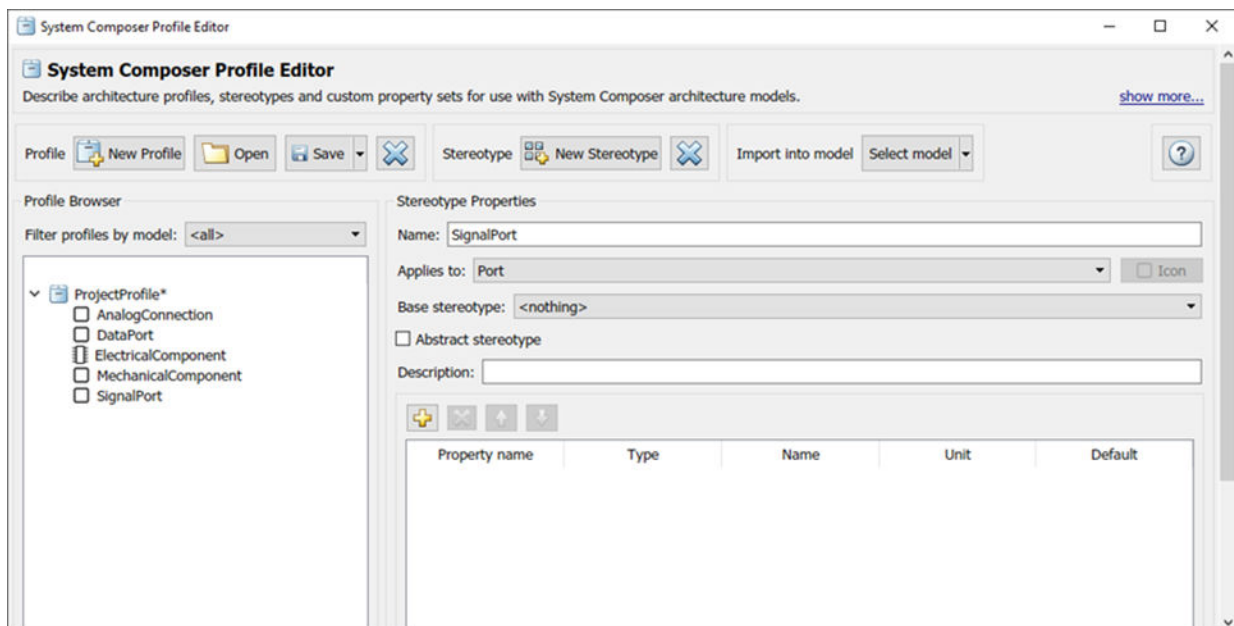 System Composer Profile Editor
System Composer Profile Editor
Describe architecture profiles, stereotypes and custom property sets for use with System Composer architecture models. show more...
Profile New Profile Open Save Stereotype New Stereotype Import into model Select model ?
Profile Browser
Filter profiles by model: <all>
ProjectProfile*
AnalogConnection
DataPort
ElectricalComponent
MechanicalComponent
SignalPort
Stereotype Properties
Name: SignalPort
Applies to: Port Icon
Base stereotype: <nothing>
Abstract stereotype
Description:
Property name Type Name Unit Default